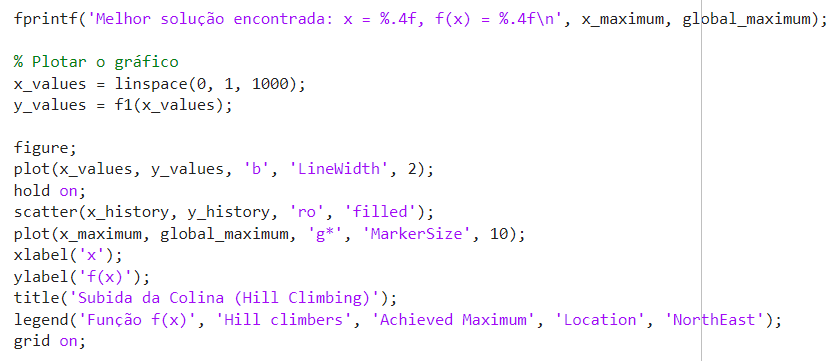 fprintf('Melhor solução encontrada: x = %.4f, f(x) = %.4f\n', x_maximum, global_maximum);
% Plotar o gráfico
x_values = linspace(0, 1, 1000);
y_values = f1(x_values);
figure;
plot(x_values, y_values, 'b', 'LineWidth', 2);
hold on;
scatter(x_history, y_history, 'ro', 'filled');
plot(x_maximum, global_maximum, 'g*', 'MarkerSize', 10);
xlabel('x');
ylabel('f(x)');
title('Subida da Colina (Hill Climbing)');
legend('Função f(x)', 'Hill climbers', 'Achieved Maximum', 'Location', 'NorthEast');
grid on;